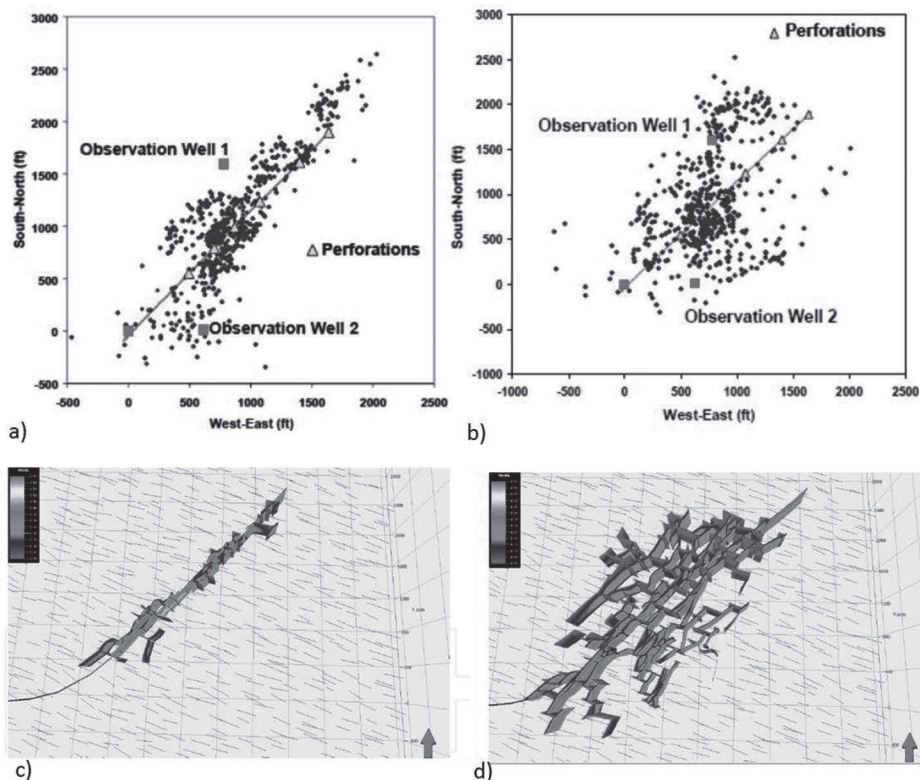 3000
2500
2000
1500
1000
500
0
-500
-500 0 500 1000 1500 2000 2500
South-North (ft)
West-East (ft)
Observation Well 1
Perforations
Observation Well 2
a)
3000
2500
2000
1500
1000
500
0
-500
-1000
-1000 -500 0 500 1000 1500 2000 2500
South-North (ft)
West-East (ft)
Perforations
Observation Well 1
Observation Well 2
b)
c)
d)